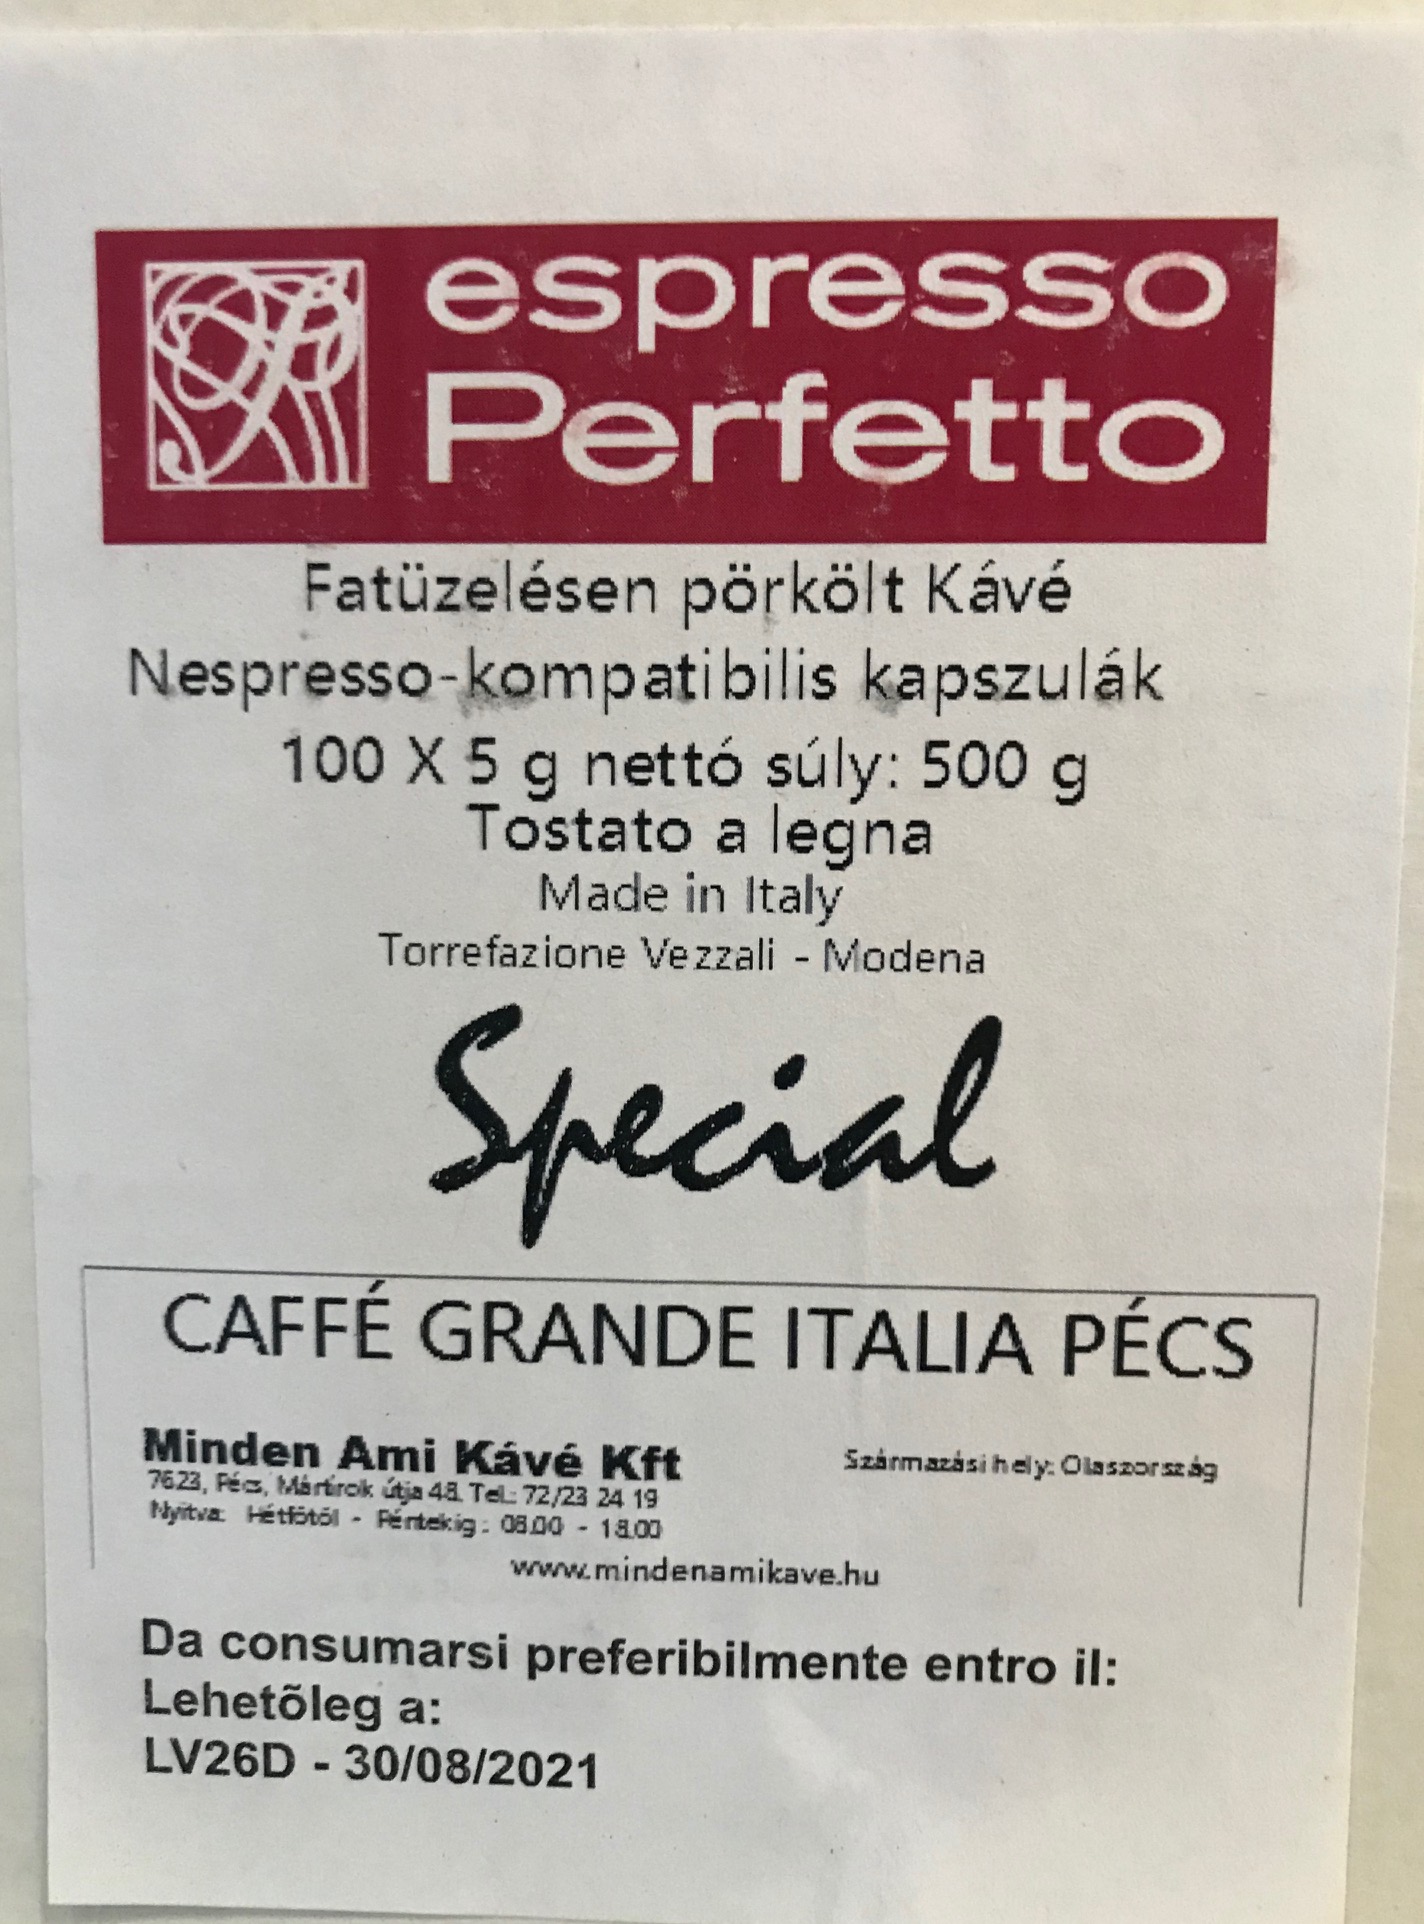 espresso
Perfetto
Fatüzelésen pörkölt Kávé
Nespresso-kompatibilis kapszulák
100 X 5 g nettó súly: 500 g
Tostato a legna
Made in Italy
Torrefazione Vezzali - Modena
Special
CAFFÉ GRANDE ITALIA PÉCS
Minden Ami Kávé Kft
Származási hely: Olaszország
7623, Pécs, Mártírok útja 48. Tel.: 72/23 24 19
Nyitva: Hétfőtől - Péntekig: 08.00 - 18.00
www.mindenamikave.hu
Da consumarsi preferibilmente entro il:
Lehetõleg a:
LV26D - 30/08/2021